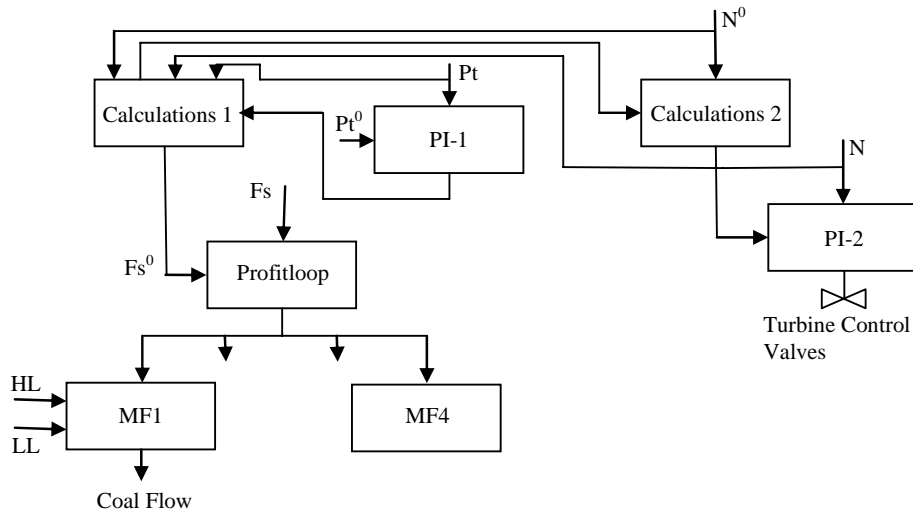 N⁰
Pt
Calculations 1
Calculations 2
Pt⁰
PI-1
N
Fs
PI-2
Fs⁰
Profitloop
Turbine Control
Valves
HL
MF1
MF4
LL
Coal Flow